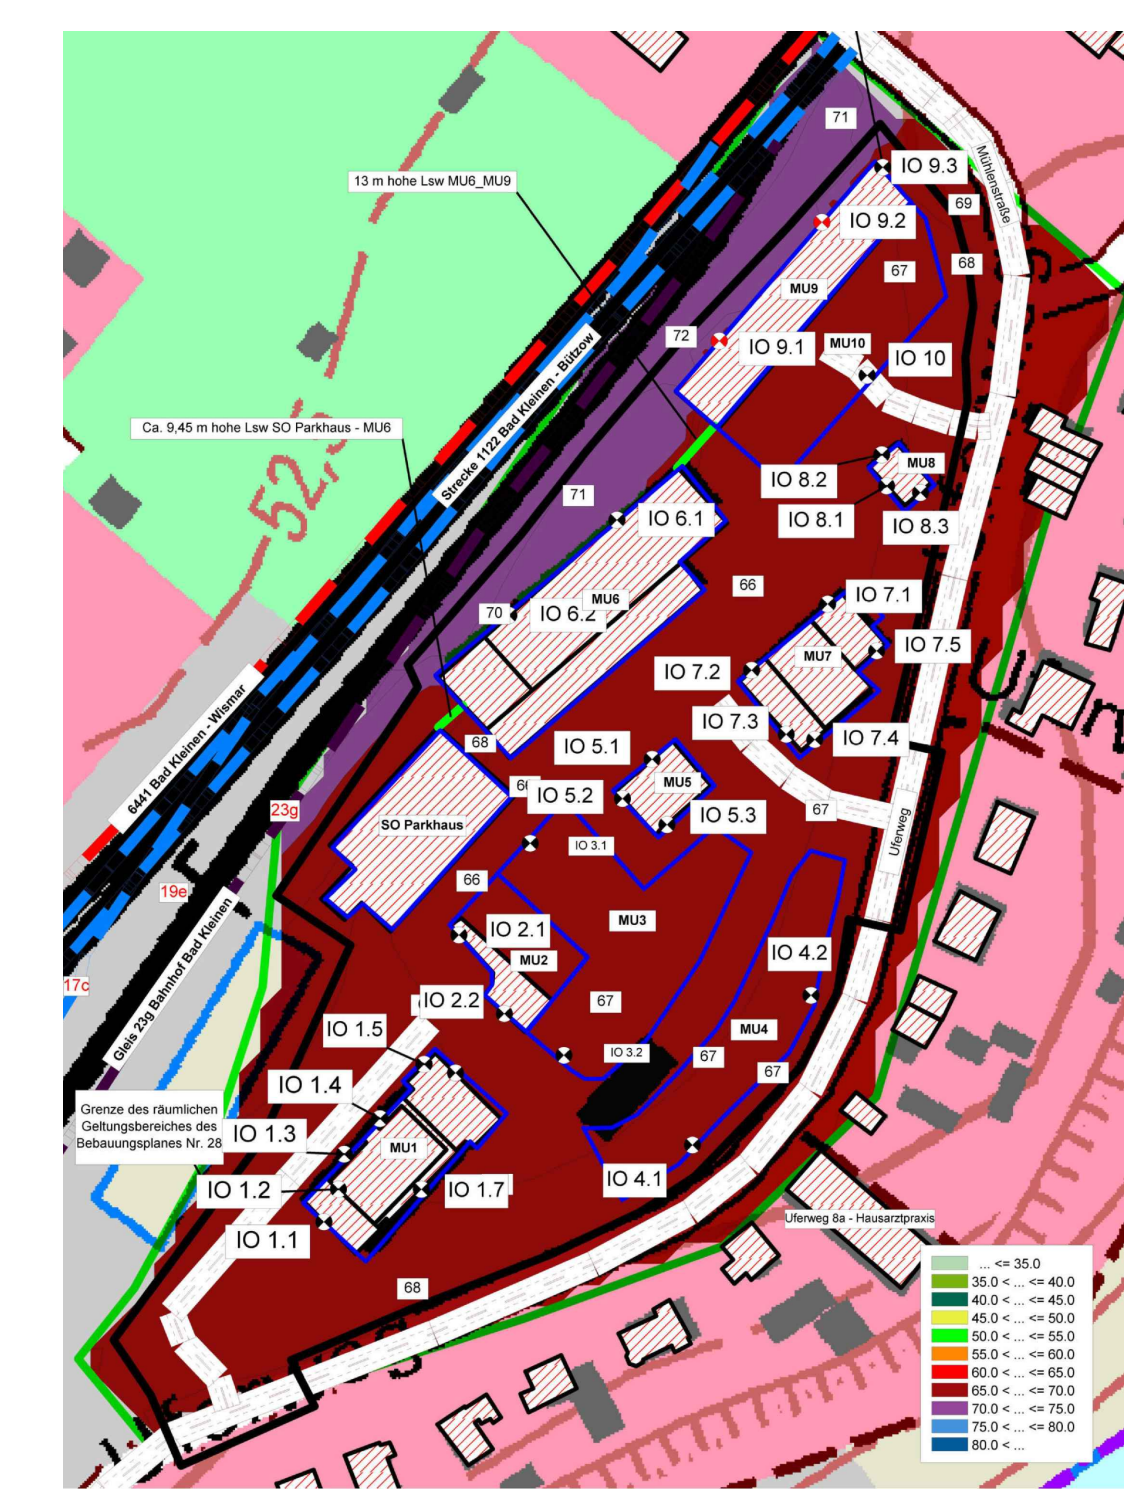 71
IO 9.3
Mühlenstraße
13 m hohe Lsw MU6_MU9
69
IO 9.2
67
68
MU9
72
IO 9.1
MU10
IO 10
Ca. 9,45 m hohe Lsw SO Parkhaus - MU6
Strecke 1122 Bad Kleinen - Bützow
52,
MU8
IO 8.2
71
IO 6.1
IO 8.1
IO 8.3
66
IO 7.1
MU6
70
IO 6.2
IO 7.5
MU7
IO 7.2
6441 Bad Kleinen - Wismar
IO 7.3
IO 7.4
68
IO 5.1
MU5
IO 5.2
23g
67
IO 5.3
SO Parkhaus
Uferweg
IO 3.1
66
19e
MU3
IO 2.1
Gleis 23g Bahnhof Bad Kleinen
IO 4.2
MU2
17c
IO 2.2
67
IO 1.5
MU4
IO 3.2
67
67
IO 1.4
Grenze des räumlichen
Geltungsbereiches des
Bebauungsplanes Nr. 28
IO 1.3
MU1
IO 4.1
IO 1.2
IO 1.7
Uferweg 8a - Hausarztpraxis
IO 1.1
68
... <= 35.0
35.0 < ... <= 40.0
40.0 < ... <= 45.0
45.0 < ... <= 50.0
50.0 < ... <= 55.0
55.0 < ... <= 60.0
60.0 < ... <= 65.0
65.0 < ... <= 70.0
70.0 < ... <= 75.0
75.0 < ... <= 80.0
80.0 < ...